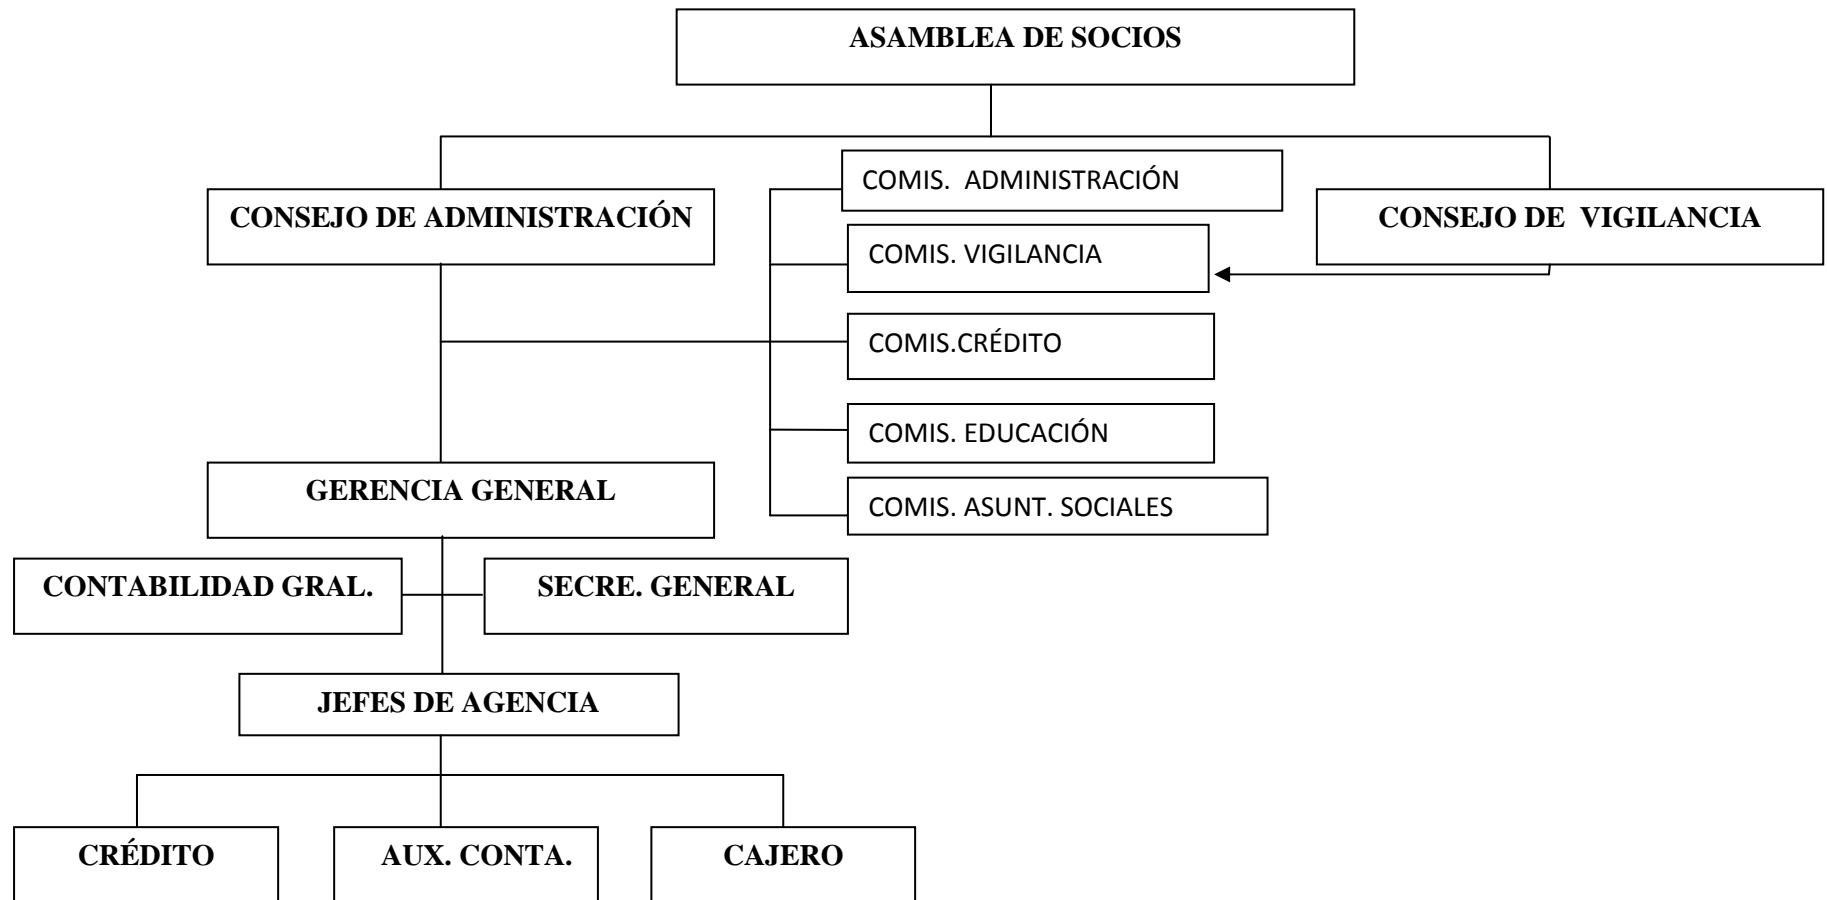 ASAMBLEA DE SOCIOS
COMIS. ADMINISTRACIÓN
CONSEJO DE ADMINISTRACIÓN
CONSEJO DE VIGILANCIA
COMIS. VIGILANCIA
COMIS.CRÉDITO
COMIS. EDUCACIÓN
GERENCIA GENERAL
COMIS. ASUNT. SOCIALES
CONTABILIDAD GRAL.
SECRE. GENERAL
JEFES DE AGENCIA
CRÉDITO
AUX. CONTA.
CAJERO